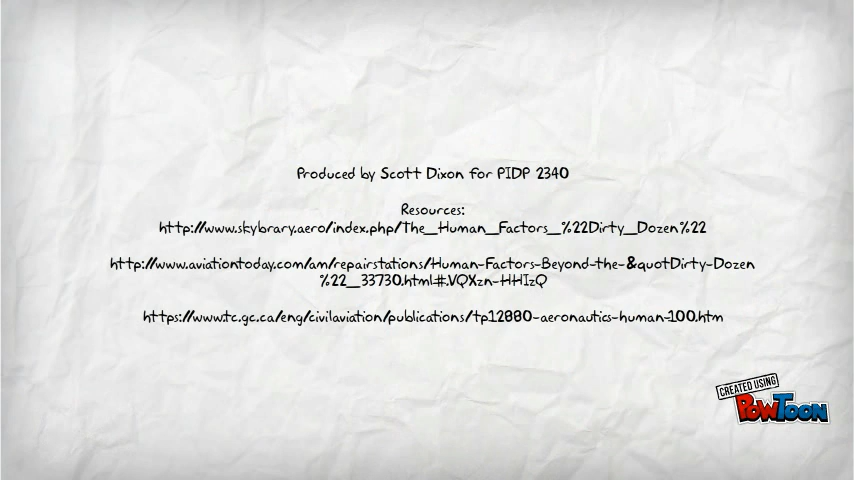 Produced by Scott Dixon for PIDP 2340
Resources:
http://www.skybrary.aero/index.php/The_Human_Factors_%22Dirty_Dozen%22
http://www.aviationtoday.com/am/repairstations/Human-Factors-Beyond-the-&quotDirty-Dozen
%22_33730.html#.VQXzn-HHIzQ
https://www.tc.gc.ca/eng/civilaviation/publications/tp12880-aeronautics-human-100.htm
CREATED USING
POWTOON